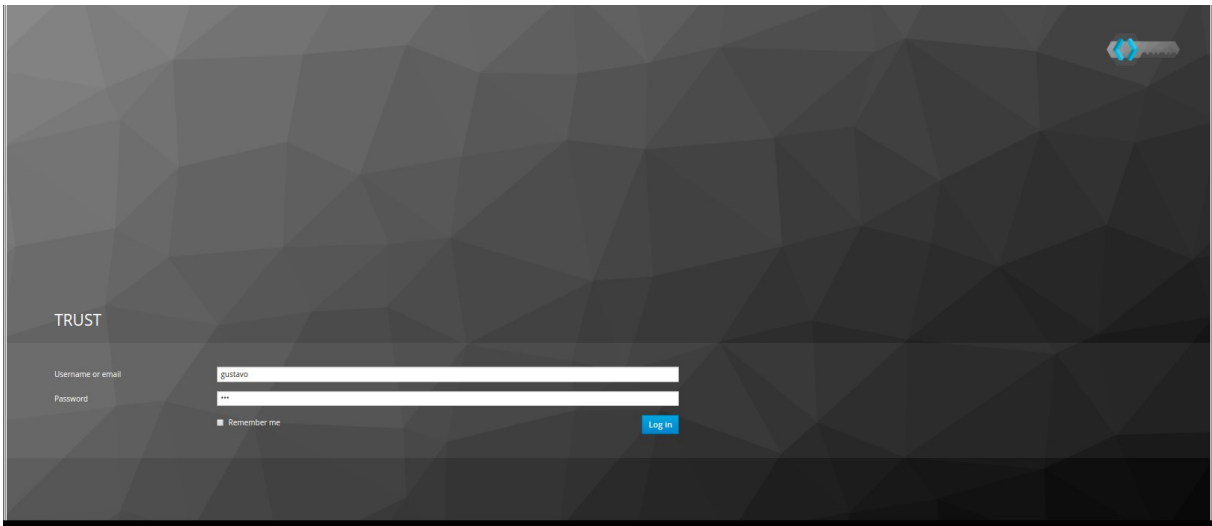 TRUST
Username or email
gustavo
Password
•••
Remember me
Log in